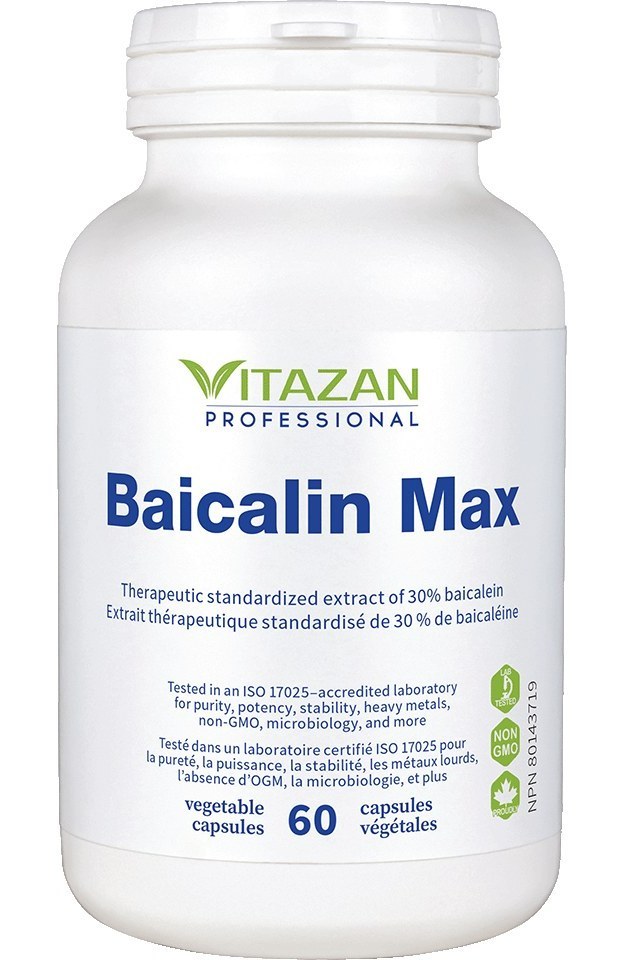 VITAZAN
PROFESSIONAL
Baicalin Max
Therapeutic standardized extract of 30% baicalein
Extrait thérapeutique standardisé de 30 % de baicaléine
Tested in an ISO 17025–accredited laboratory
for purity, potency, stability, heavy metals,
non-GMO, microbiology, and more
Testé dans un laboratoire certifié ISO 17025 pour
la pureté, la puissance, la stabilité, les métaux lourds,
l’absence d’OGM, la microbiologie, et plus
vegetable
capsules
60
capsules
végétales
LAB
TESTED
NON
GMO
PROUDLY
NPN 80143719